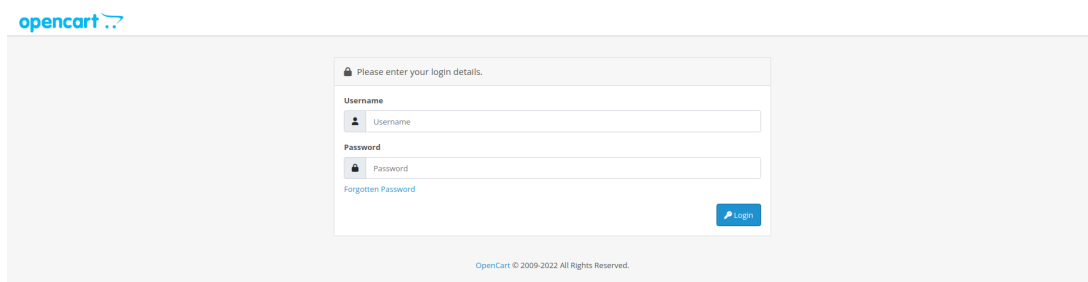 opencart
Please enter your login details.
Username
Username
Password
Password
Forgotten Password
Login
OpenCart © 2009-2022 All Rights Reserved.